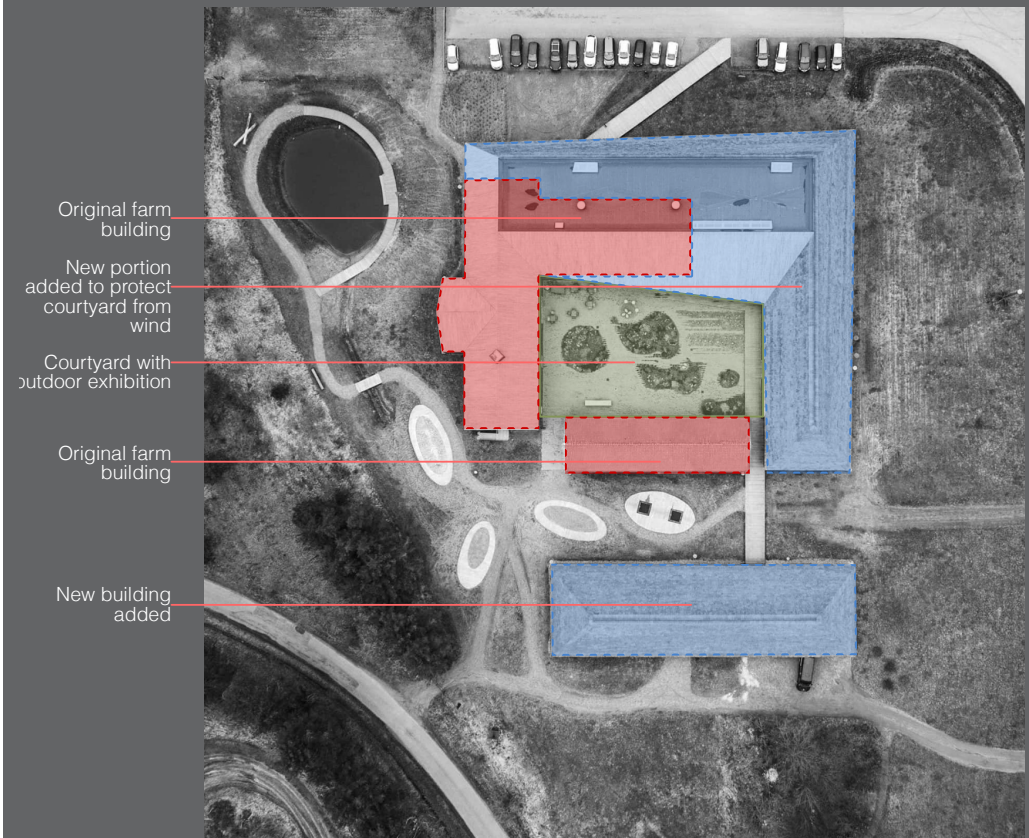 Original farm
building
New portion
added to protect
courtyard from
wind
Courtyard with
outdoor exhibition
Original farm
building
New building
added